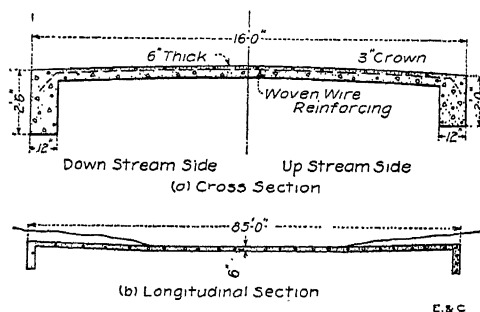 16'-0"
6" Thick
3" Crown
Woven Wire
Reinforcing
2'-6"
2'-0"
12"
12"
Down Stream Side
Up Stream Side
(a) Cross Section
85'-0"
6"
(b) Longitudinal Section
E. & C